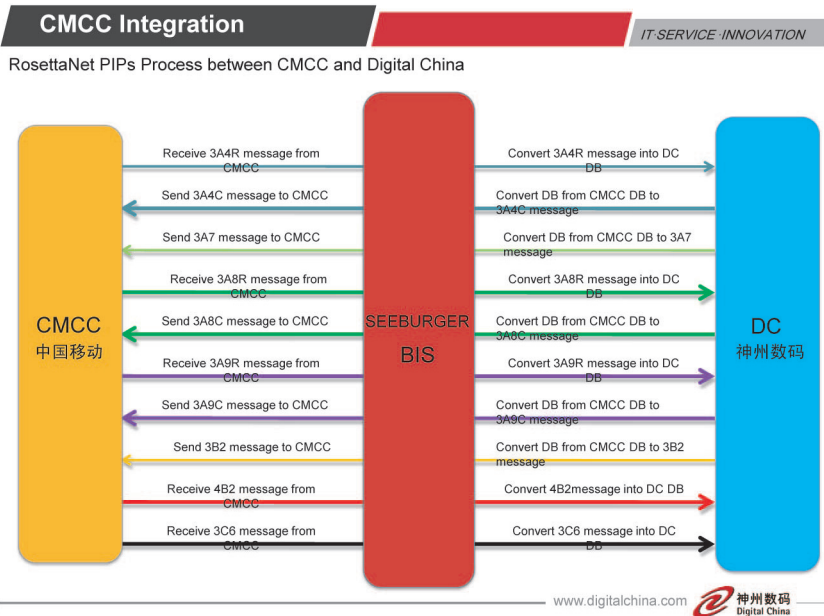 CMCC Integration
IT·SERVICE·INNOVATION
RosettaNet PIPs Process between CMCC and Digital China
Receive 3A4R message from
CMCC
Convert 3A4R message into DC
DB
Send 3A4C message to CMCC
Convert DB from CMCC DB to
3A4C message
Send 3A7 message to CMCC
Convert DB from CMCC DB to 3A7
message
Receive 3A8R message from
CMCC
Convert 3A8R message into DC
DB
Send 3A8C message to CMCC
Convert DB from CMCC DB to
3A8C message
Receive 3A9R message from
CMCC
Convert 3A9R message into DC
DB
Send 3A9C message to CMCC
Convert DB from CMCC DB to
3A9C message
Send 3B2 message to CMCC
Convert DB from CMCC DB to 3B2
message
Receive 4B2 message from
CMCC
Convert 4B2message into DC DB
Receive 3C6 message from
CMCC
Convert 3C6 message into DC
DB
CMCC
中国移动
SEEBURGER
BIS
DC
神州数码
www.digitalchina.com
神州数码
Digital China